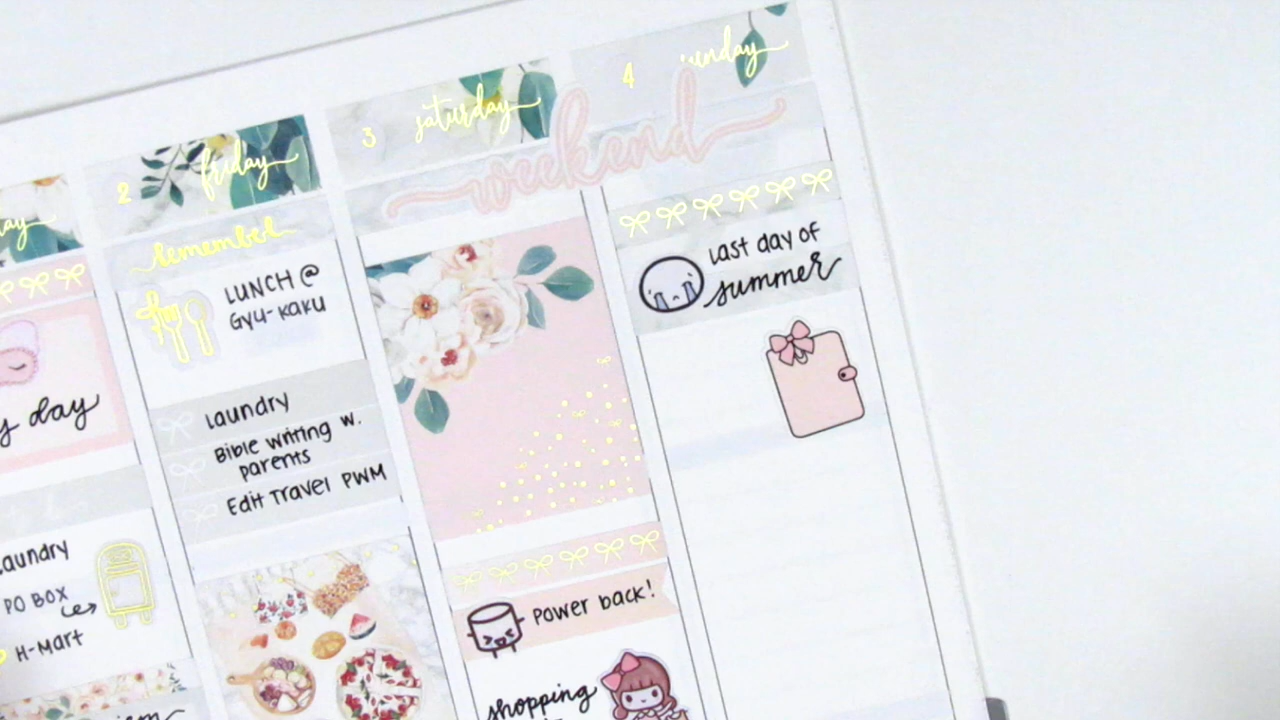 2
friday
remember
LUNCH @
Gyu-Kaku
Laundry
Bible writing w.
parents
Edit Travel PWM
3
saturday
weekend
Power back!
shopping
4
sunday
Last day of
summer
day
Laundry
PO BOX
H-Mart